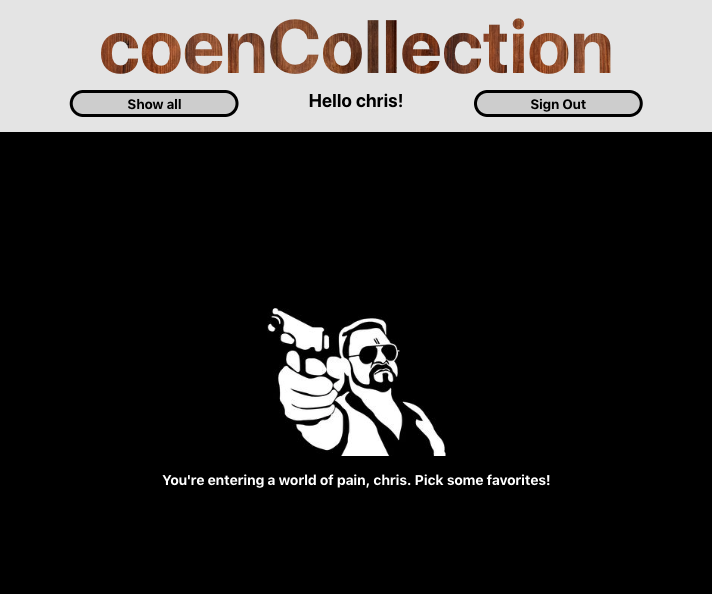 coenCollection
Show all
Hello chris!
Sign Out
You're entering a world of pain, chris. Pick some favorites!